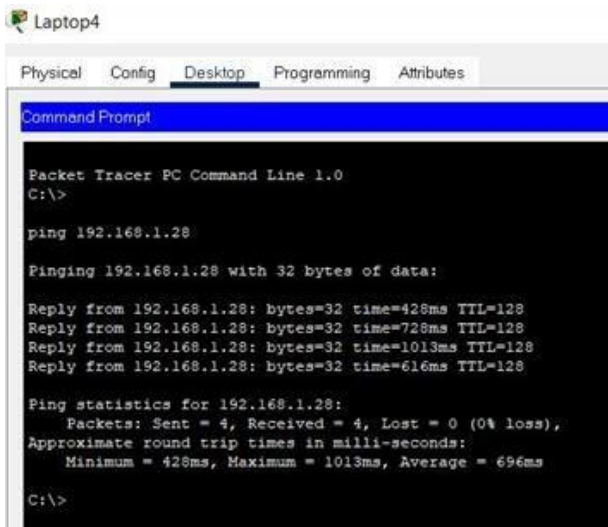 Laptop4
Physical Config Desktop Programming Attributes
Command Prompt
Packet Tracer PC Command Line 1.0
C:\>
ping 192.168.1.28
Pinging 192.168.1.28 with 32 bytes of data:
Reply from 192.168.1.28: bytes=32 time=428ms TTL=128
Reply from 192.168.1.28: bytes=32 time=728ms TTL=128
Reply from 192.168.1.28: bytes=32 time=1013ms TTL=128
Reply from 192.168.1.28: bytes=32 time=616ms TTL=128
Ping statistics for 192.168.1.28:
Packets: Sent = 4, Received = 4, Lost = 0 (0% loss),
Approximate round trip times in milli-seconds:
Minimum = 428ms, Maximum = 1013ms, Average = 696ms
C:\>